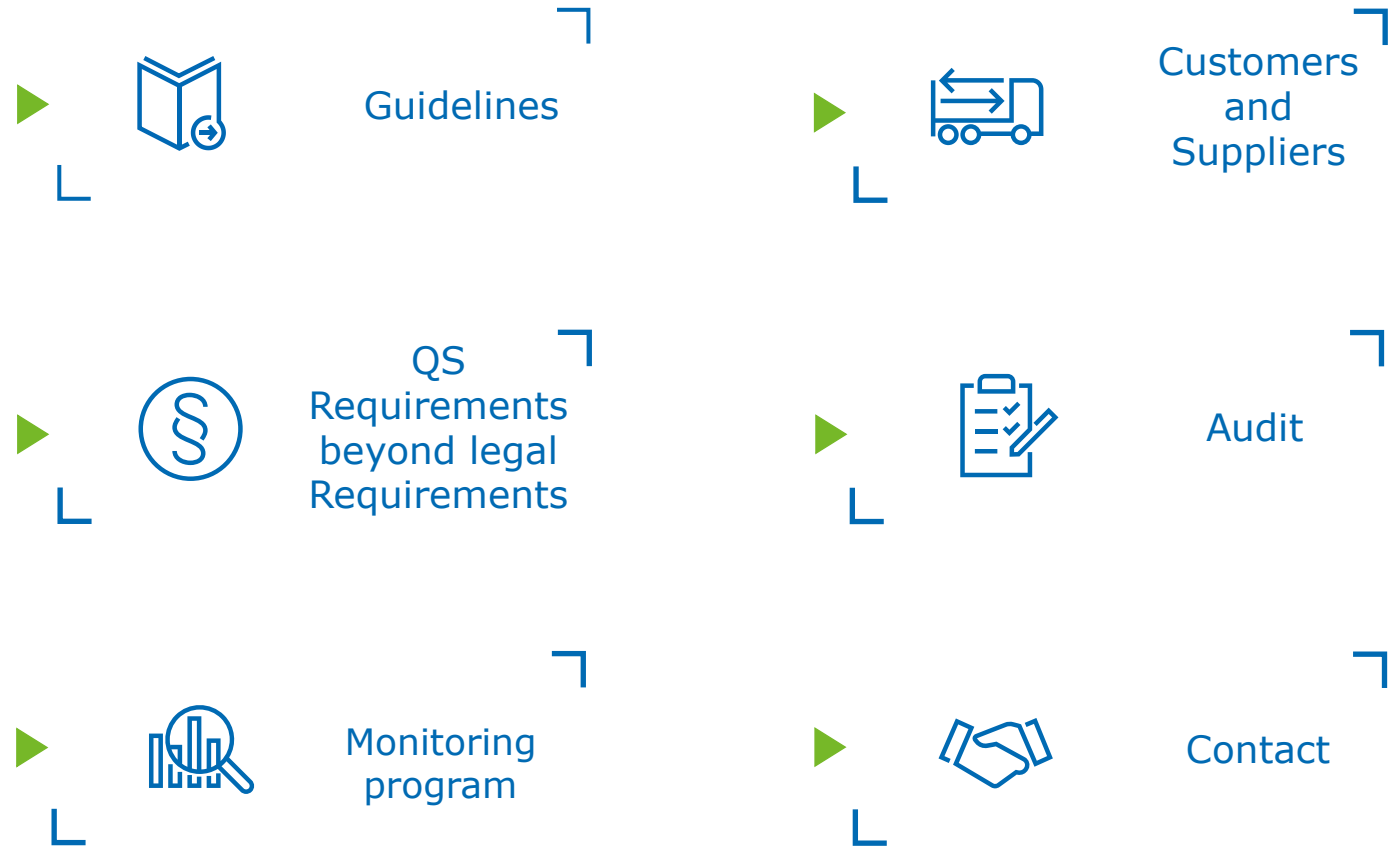 Guidelines
Customers
and
Suppliers
QS
Requirements
beyond legal
Requirements
Audit
Monitoring
program
Contact